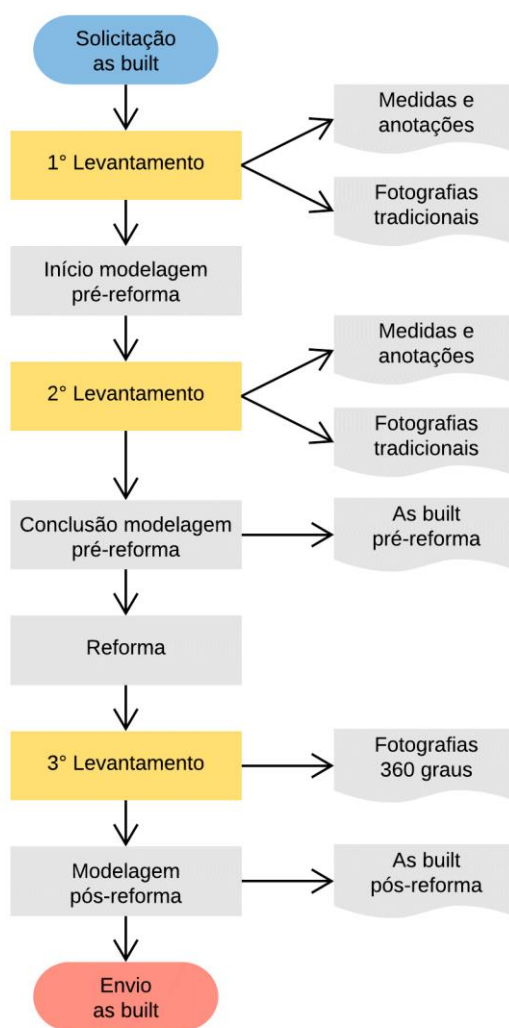 Solicitação
as built
1° Levantamento
Medidas e
anotações
Fotografias
tradicionais
Início modelagem
pré-reforma
2° Levantamento
Medidas e
anotações
Fotografias
tradicionais
Conclusão modelagem
pré-reforma
As built
pré-reforma
Reforma
3° Levantamento
Fotografias
360 graus
Modelagem
pós-reforma
As built
pós-reforma
Envio
as built